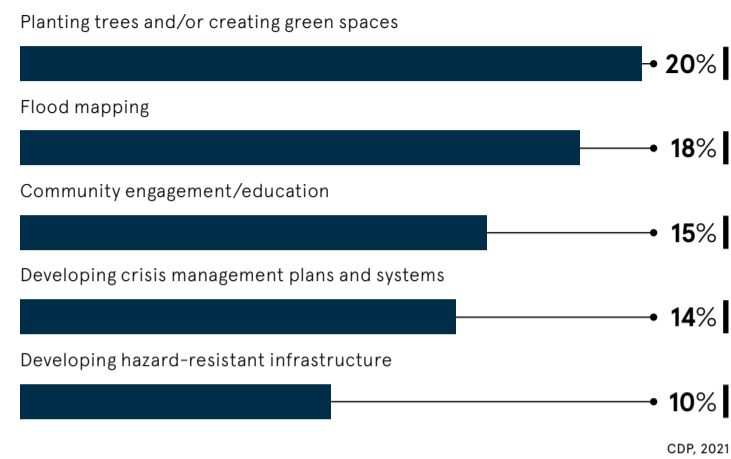 Planting trees and/or creating green spaces
20%
Flood mapping
18%
Community engagement/education
15%
Developing crisis management plans and systems
14%
Developing hazard-resistant infrastructure
10%
CDP, 2021